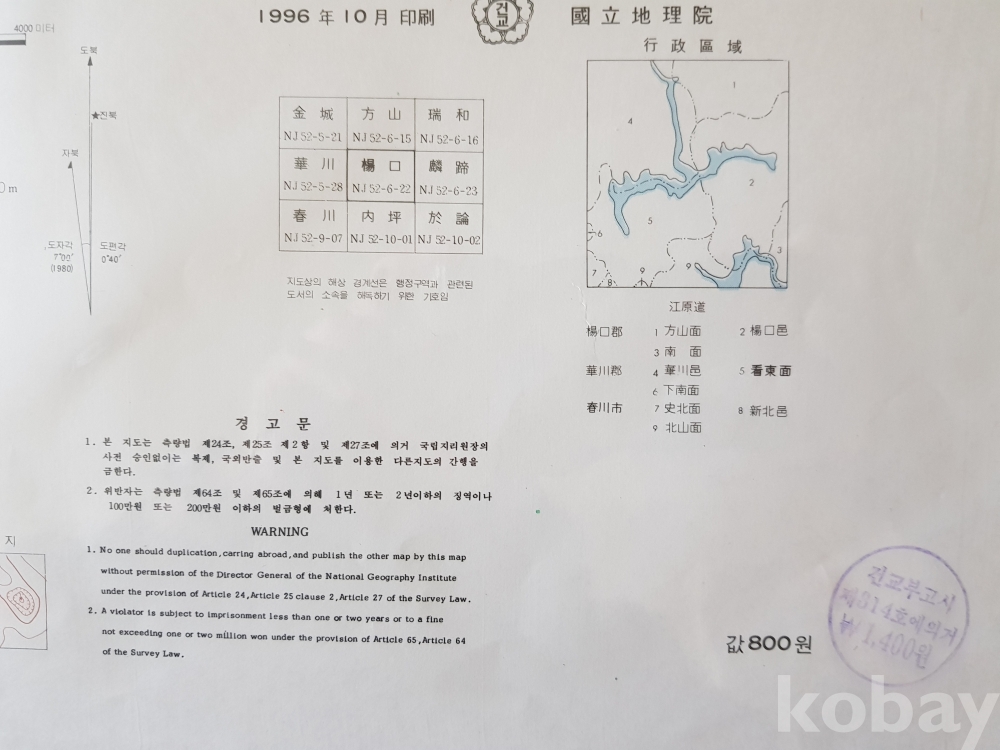 4000 미터
1996 年 10 月 印刷
건교
國立地理院
도북
진북
자북
0 m
도자각
7°00′
(1980)
도편각
0°40′
金城 方山 瑞和
NJ 52-5-21 NJ 52-6-15 NJ 52-6-16
華川 楊口 麟蹄
NJ 52-5-28 NJ 52-6-22 NJ 52-6-23
春川 内坪 於論
NJ 52-9-07 NJ 52-10-01 NJ 52-10-02
지도상의 해상 경계선은 행정구역과 관련된
도서의 소속을 해독하기 위한 기호임
行政區域
1
4
2
5
6
3
7
9
9
8
江原道
楊口郡 1 方山面 2 楊口邑
3 南 面
華川郡 4 華川邑 5 看東面
6 下南面
春川市 7 史北面 8 新北邑
9 北山面
경고문
1. 본 지도는 측량법 제24조, 제25조 제2항 및 제27조에 의거 국립지리원장의
사전 승인없이는 복제, 국외반출 및 본 지도를 이용한 다른지도의 간행을
금한다.
2. 위반자는 측량법 제64조 및 제65조에 의해 1년 또는 2년이하의 징역이나
100만원 또는 200만원 이하의 벌금형에 처한다.
WARNING
1. No one should duplication, carring abroad, and publish the other map by this map
without permission of the Director General of the National Geography Institute
under the provision of Article 24, Article 25 clause 2, Article 27 of the Survey Law.
2. A violator is subject to imprisonment less than one or two years or to a fine
not exceeding one or two million won under the provision of Article 65, Article 64
of the Survey Law.
지
값 800 원
건교부고시
제314호에의거
₩1,400원
kobay